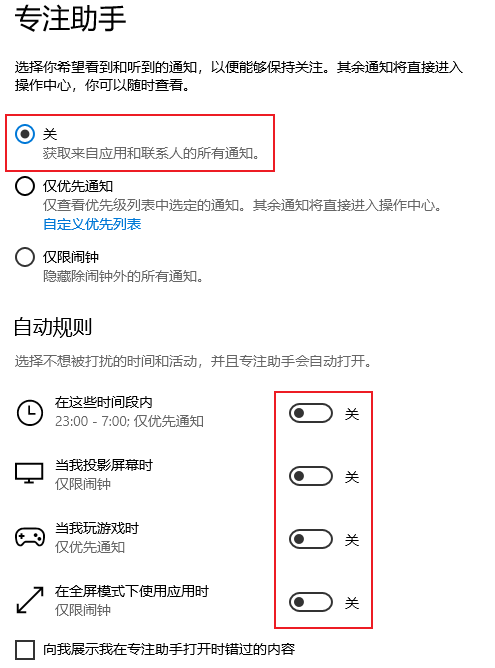 专注助手
选择你希望看到和听到的通知，以便能够保持关注。其余通知将直接进入
操作中心，你可以随时查看。
关
获取来自应用和联系人的所有通知。
仅优先通知
仅查看优先级列表中选定的通知。其余通知将直接进入操作中心。
自定义优先列表
仅限闹钟
隐藏除闹钟外的所有通知。
自动规则
选择不想被打扰的时间和活动，并且专注助手会自动打开。
在这些时间段内
23:00 - 7:00; 仅优先通知
关
当我投影屏幕时
仅限闹钟
关
当我玩游戏时
仅优先通知
关
在全屏模式下使用应用时
仅限闹钟
关
向我展示我在专注助手打开时错过的内容